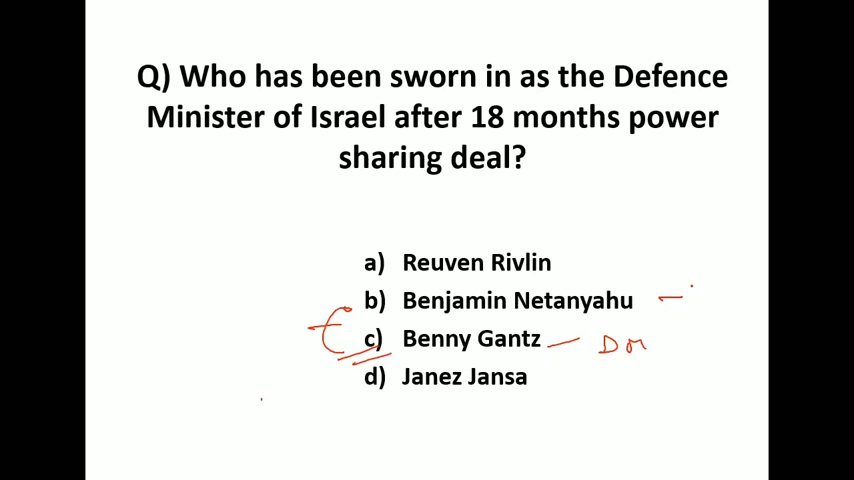 Q) Who has been sworn in as the Defence
Minister of Israel after 18 months power
sharing deal?
a) Reuven Rivlin
b) Benjamin Netanyahu
c) Benny Gantz — DM
d) Janez Jansa